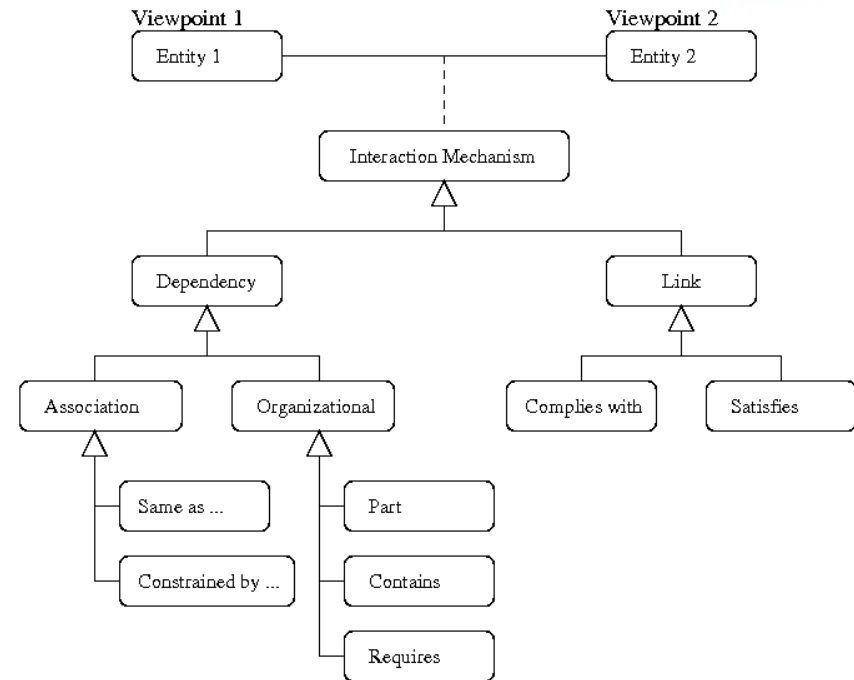 Viewpoint 1
Viewpoint 2
Entity 1
Entity 2
Interaction Mechanism
Dependency
Link
Association
Organizational
Complies with
Satisfies
Same as ...
Part
Constrained by ...
Contains
Requires